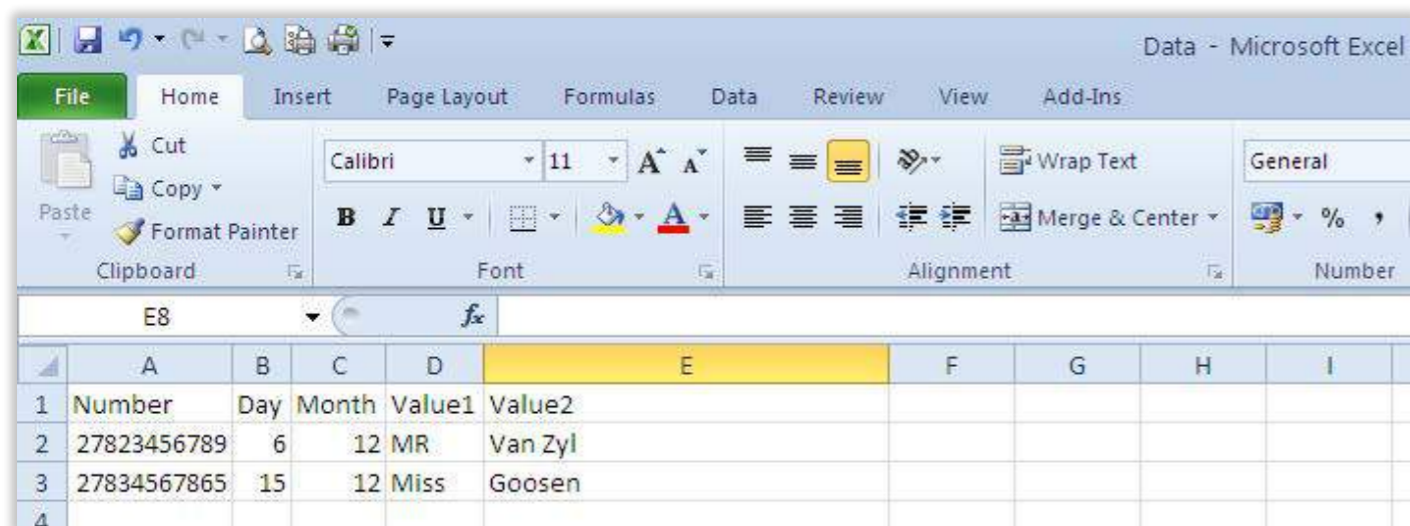 Data - Microsoft Excel
File Home Insert Page Layout Formulas Data Review View Add-Ins
Cut
Copy
Paste
Format Painter
Calibri 11 A A
B I U A
Wrap Text
Merge & Center
General
% ,
Clipboard Font Alignment Number
E8 fx
A B C D E F G H I
1 Number Day Month Value1 Value2
2 27823456789 6 12 MR Van Zyl
3 27834567865 15 12 Miss Goosen
4